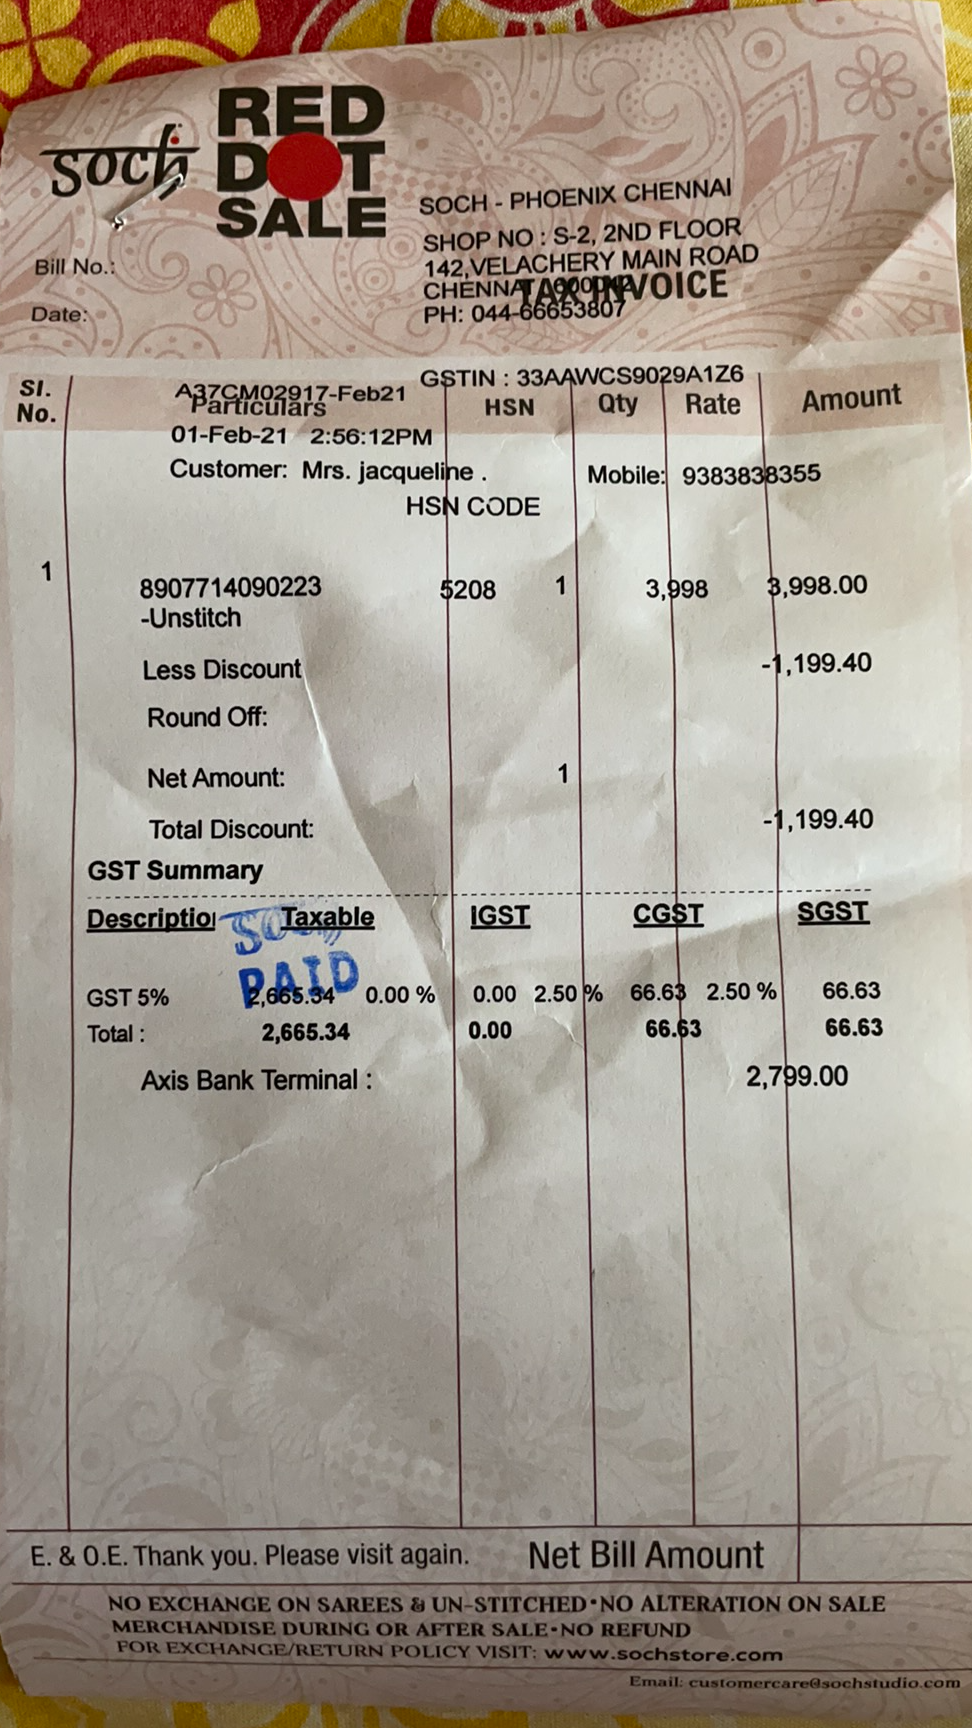 soch RED DOT SALE
SOCH - PHOENIX CHENNAI
SHOP NO : S-2, 2ND FLOOR
142,VELACHERY MAIN ROAD
Bill No.:
TAX INVOICE
PH: 044-66653807
Date:
GSTIN : 33AAWCS9029A1Z6
Sl. No. Particulars HSN Qty Rate Amount
A37CM02917-Feb21
01-Feb-21 2:56:12PM
Customer: Mrs. jacqueline . Mobile: 9383838355
HSN CODE
1 8907714090223 5208 1 3,998 3,998.00
-Unstitch
Less Discount -1,199.40
Round Off:
Net Amount: 1
Total Discount: -1,199.40
GST Summary
Descriptio Taxable IGST CGST SGST
SOCH
PAID
GST 5% 2,665.34 0.00 % 0.00 2.50 % 66.63 2.50 % 66.63
Total : 2,665.34 0.00 66.63 66.63
Axis Bank Terminal : 2,799.00
E. & O.E. Thank you. Please visit again. Net Bill Amount
NO EXCHANGE ON SAREES & UN-STITCHED•NO ALTERATION ON SALE
MERCHANDISE DURING OR AFTER SALE•NO REFUND
FOR EXCHANGE/RETURN POLICY VISIT: www.sochstore.com
Email: customercare@sochstudio.com